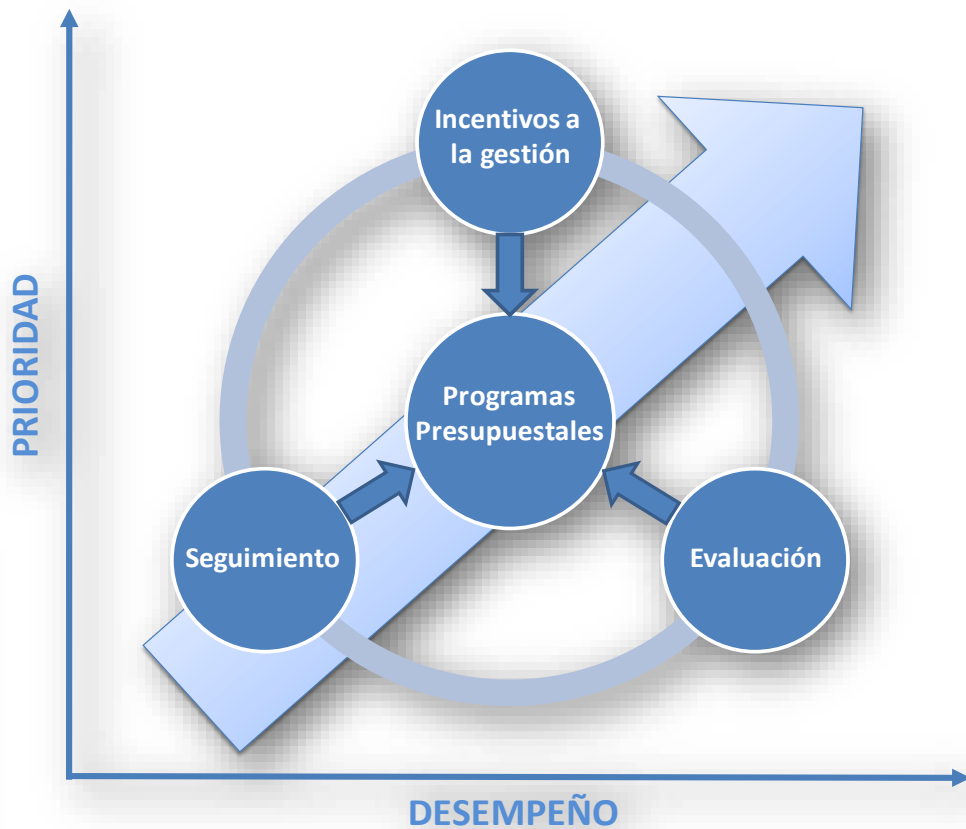 Incentivos a
la gestión
PRIORIDAD
Programas
Presupuestales
Seguimiento
Evaluación
DESEMPEÑO